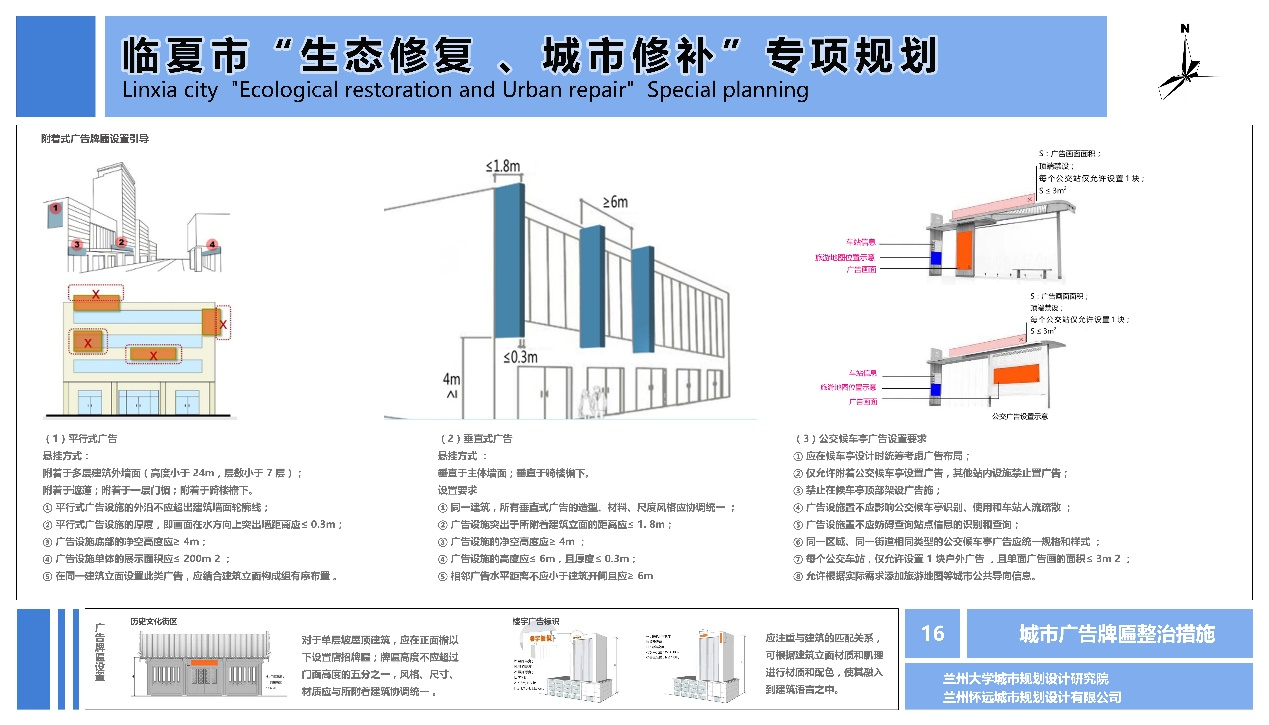 临夏市“生态修复 、城市修补”专项规划
Linxia city "Ecological restoration and Urban repair" Special planning
N
附着式广告牌匾设置引导
1
2
3
4
X
X
X
X
≤1.8m
≥6m
≤0.3m
4m
≥
S：广告画面面积；
顶端禁设；
每个公交站仅允许设置 1 块；
S ≤ 3m²
车站信息
旅游地图位置示意
广告画面
S：广告画面面积；
顶端禁设；
每个公交站仅允许设置 1 块；
S ≤ 3m²
车站信息
旅游地图位置示意
广告画面
公交广告设置示意
（1）平行式广告
悬挂方式：
附着于多层建筑外墙面（高度小于 24m，层数小于 7 层）；
附着于遮蓬；附着于一层门楣；附着于骑楼檐下。
① 平行式广告设施的外沿不应超出建筑墙面轮廓线；
② 平行式广告设施的厚度，即画面在水方向上突出墙距离应≤ 0.3m；
③ 广告设施底部的净空高度应≥ 4m；
④ 广告设施单体的展示面积应≤ 200m 2 ；
⑤ 在同一建筑立面设置此类广告，应结合建筑立面构成组有序布置 。
（2）垂直式广告
悬挂方式 ：
垂直于主体墙面；垂直于骑楼檐下。
设置要求
① 同一建筑，所有垂直式广告的造型、材料、尺度风格应协调统一 ；
② 广告设施突出于所附着建筑立面的距离应≤ 1. 8m；
③ 广告设施的净空高度应≥ 4m ；
④ 广告设施的高度应≤ 6m，且厚度≤ 0.3m；
⑤ 相邻广告水平距离不应小于建筑开间且应≥ 6m
（3）公交候车亭广告设置要求
① 应在候车亭设计时统筹考虑广告布局；
② 仅允许附着公交候车亭设置广告，其他站内设施禁止置广告；
③ 禁止在候车亭顶部架设广告施；
④ 广告设施置不应影响公交候车亭识别、使用和车站人流疏散 ；
⑤ 广告设施置不应妨碍查询站点信息的识别和查询；
⑥ 同一区域、同一街道相同类型的公交候车亭广告应统一规格和样式 ；
⑦ 每个公交车站，仅允许设置 1 块户外广告 ，且单面广告画的面积≤ 3m 2 ；
⑧ 允许根据实际需求添加旅游地图等城市公共导向信息。
广告牌匾设置
历史文化街区
对于单层坡屋顶建筑，应在正面檐以
下设置店招牌匾；牌匾高度不应超过
门面高度的五分之一，风格、尺寸、
材质应与所附着建筑协调统一 。
楼宇广告标识
应注重与建筑的匹配关系，
可根据建筑立面材质和肌理
进行材质和配色，使其融入
到建筑语言之中。
16
城市广告牌匾整治措施
兰州大学城市规划设计研究院
兰州怀远城市规划设计有限公司